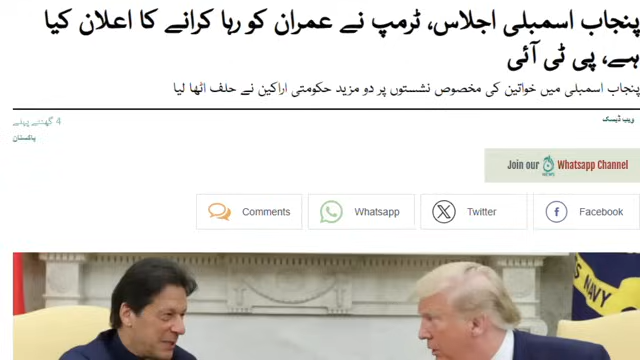 پنجاب اسمبلی اجلاس، ٹرمپ نے عمران کو رہا کرانے کا اعلان کیا
ہے، پی ٹی آئی
پنجاب اسمبلی میں خواتین کی مخصوص نشستوں پر دو مزید حکومتی اراکین نے حلف اٹھا لیا
ویب ڈیسک
4 گھنٹے پہلے
پاکستان
Join our NEWS Whatsapp Channel
Comments Whatsapp Twitter Facebook
S NAVY